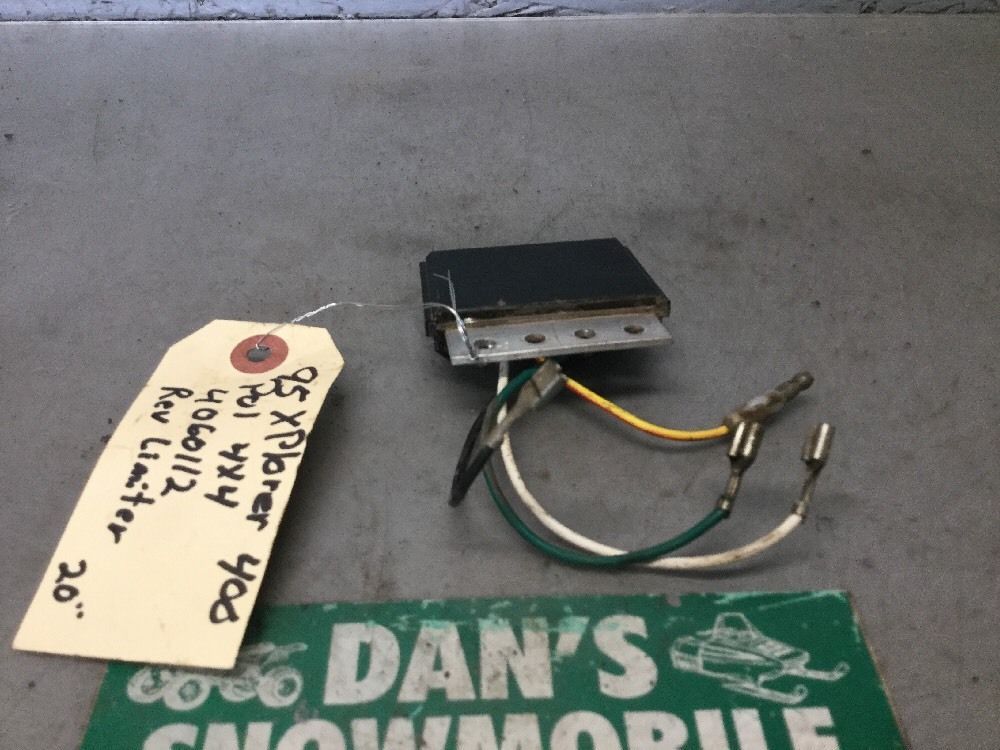 95 XPlorer 400
Pol 4X4
4060112
Rev Limiter
20"
DAN'S
SNOWMOBILE